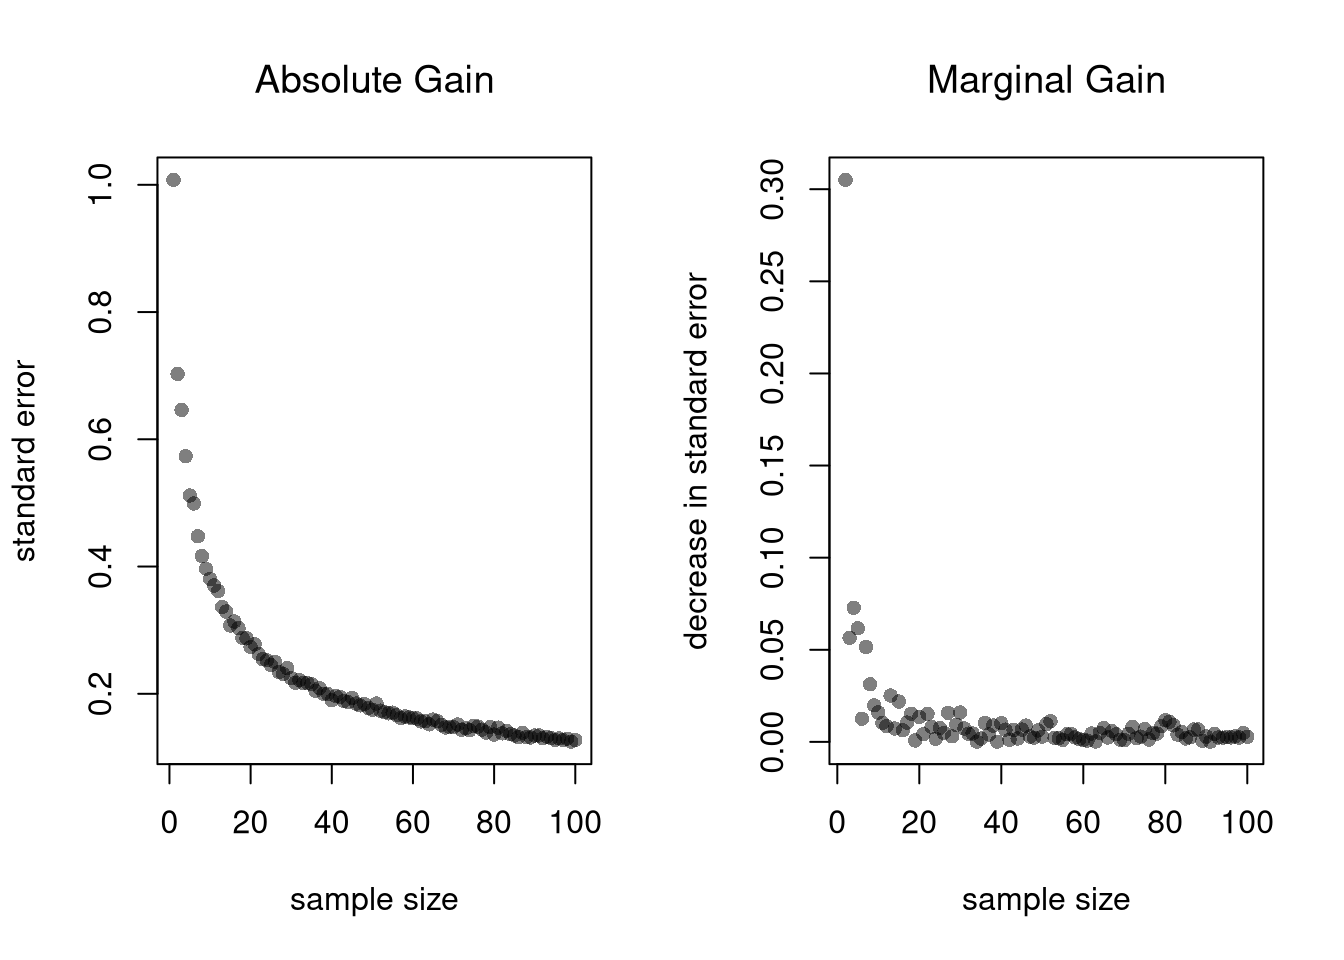 Absolute Gain
standard error
1.0
0.8
0.6
0.4
0.2
0 20 40 60 80 100
sample size
Marginal Gain
decrease in standard error
0.30
0.25
0.20
0.15
0.10
0.05
0.00
0 20 40 60 80 100
sample size